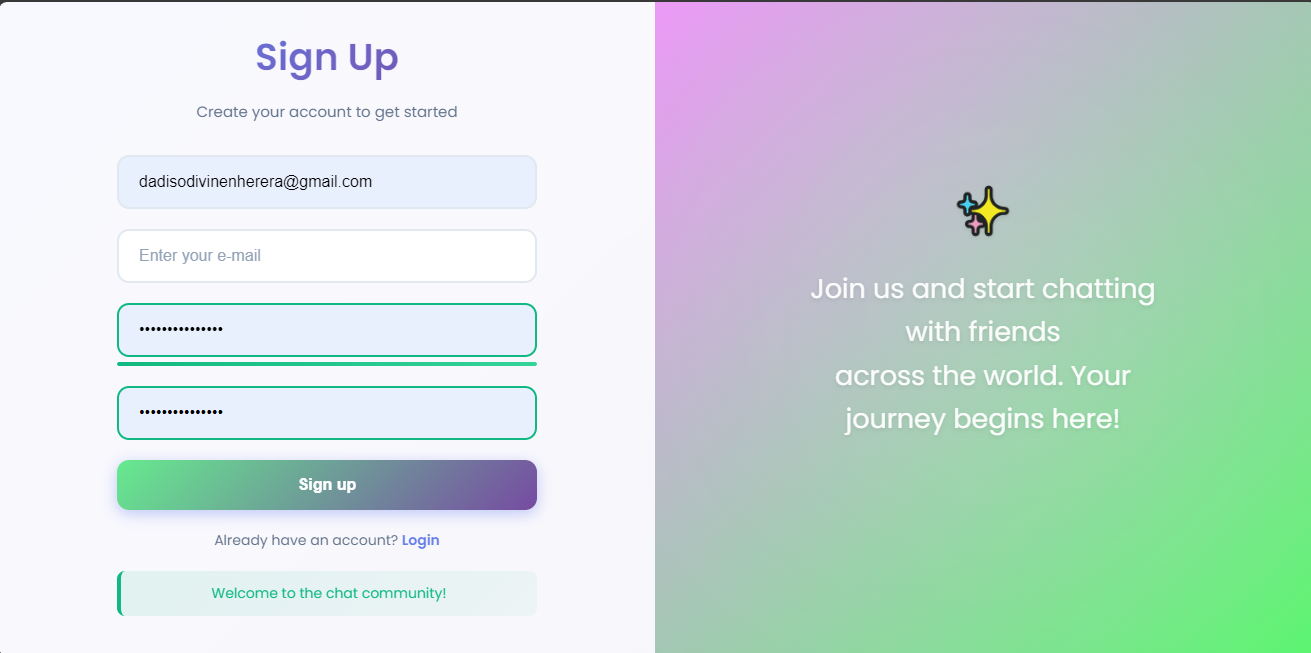 Sign Up
Create your account to get started
dadisodivinenherera@gmail.com
Enter your e-mail
•••••••••••••••
•••••••••••••••
Sign up
Already have an account? Login
Welcome to the chat community!
Join us and start chatting
with friends
across the world. Your
journey begins here!